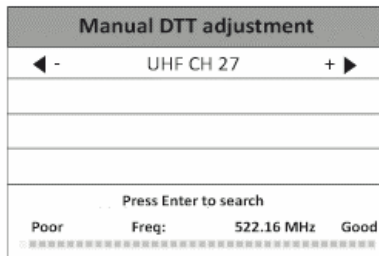 Manual DTT adjustment
◀ - UHF CH 27 + ▶
Press Enter to search
Poor Freq: 522.16 MHz Good